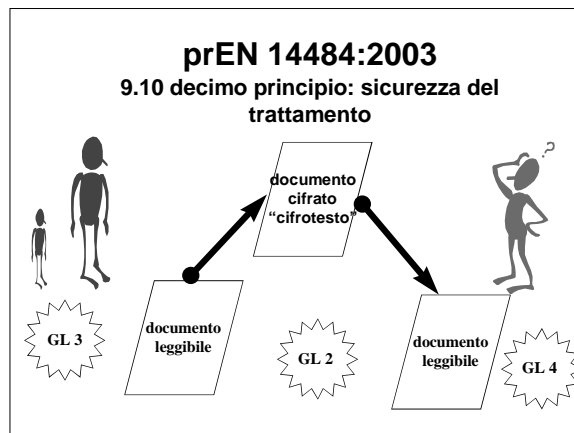 prEN 14484:2003
9.10 decimo principio: sicurezza del
trattamento
?
documento
cifrato
“cifrotesto”
GL 3
documento
leggibile
GL 2
documento
leggibile
GL 4